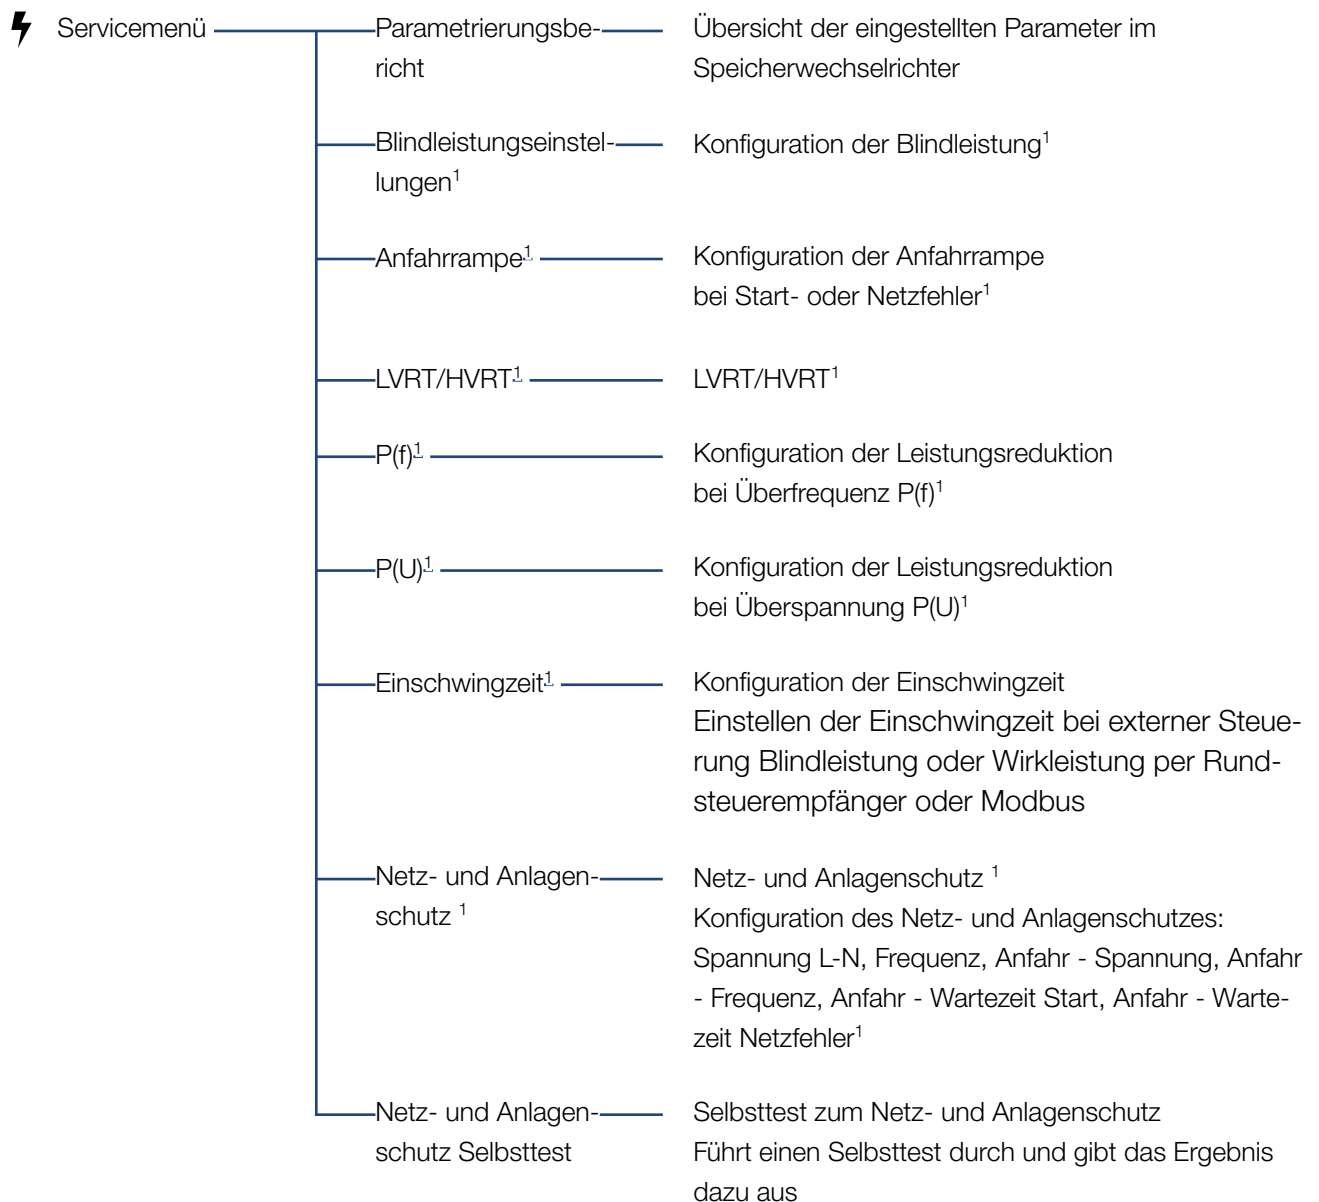 Servicemenü
Parametrierungsbe-
richt
Übersicht der eingestellten Parameter im
Speicherwechselrichter
Blindleistungseinstel-
lungen¹
Konfiguration der Blindleistung¹
Anfahrrampe¹
Konfiguration der Anfahrrampe
bei Start- oder Netzfehler¹
LVRT/HVRT¹
LVRT/HVRT¹
P(f)¹
Konfiguration der Leistungsreduktion
bei Überfrequenz P(f)¹
P(U)¹
Konfiguration der Leistungsreduktion
bei Überspannung P(U)¹
Einschwingzeit¹
Konfiguration der Einschwingzeit
Einstellen der Einschwingzeit bei externer Steue-
rung Blindleistung oder Wirkleistung per Rund-
steuerempfänger oder Modbus
Netz- und Anlagen-
schutz ¹
Netz- und Anlagenschutz ¹
Konfiguration des Netz- und Anlagenschutzes:
Spannung L-N, Frequenz, Anfahr - Spannung, Anfahr
- Frequenz, Anfahr - Wartezeit Start, Anfahr - Warte-
zeit Netzfehler¹
Netz- und Anlagen-
schutz Selbsttest
Selbsttest zum Netz- und Anlagenschutz
Führt einen Selbsttest durch und gibt das Ergebnis
dazu aus